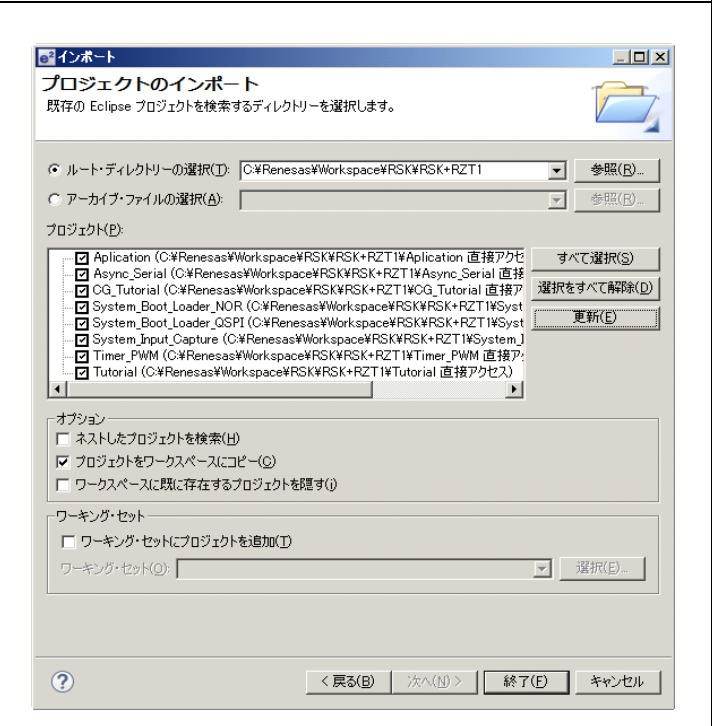 e² インポート
プロジェクトのインポート
既存の Eclipse プロジェクトを検索するディレクトリーを選択します。
ルート・ディレクトリーの選択(T): C:¥Renesas¥Workspace¥RSK¥RSK+RZT1 参照(R)...
アーカイブ・ファイルの選択(A): 参照(R)...
プロジェクト(P):
Aplication (C:¥Renesas¥Workspace¥RSK¥RSK+RZT1¥Aplication 直接アクセ
Async_Serial (C:¥Renesas¥Workspace¥RSK¥RSK+RZT1¥Async_Serial 直接
CG_Tutorial (C:¥Renesas¥Workspace¥RSK¥RSK+RZT1¥CG_Tutorial 直接ア
System_Boot_Loader_NOR (C:¥Renesas¥Workspace¥RSK¥RSK+RZT1¥Syst
System_Boot_Loader_QSPI (C:¥Renesas¥Workspace¥RSK¥RSK+RZT1¥Syst
System_Input_Capture (C:¥Renesas¥Workspace¥RSK¥RSK+RZT1¥System_I
Timer_PWM (C:¥Renesas¥Workspace¥RSK¥RSK+RZT1¥Timer_PWM 直接ア
Tutorial (C:¥Renesas¥Workspace¥RSK¥RSK+RZT1¥Tutorial 直接アクセス)
すべて選択(S)
選択をすべて解除(D)
更新(E)
オプション
ネストしたプロジェクトを検索(H)
プロジェクトをワークスペースにコピー(C)
ワークスペースに既に存在するプロジェクトを隠す(i)
ワーキング・セット
ワーキング・セットにプロジェクトを追加(T)
ワーキング・セット(O): 選択(E)...
? < 戻る(B) 次へ(N) > 終了(F) キャンセル